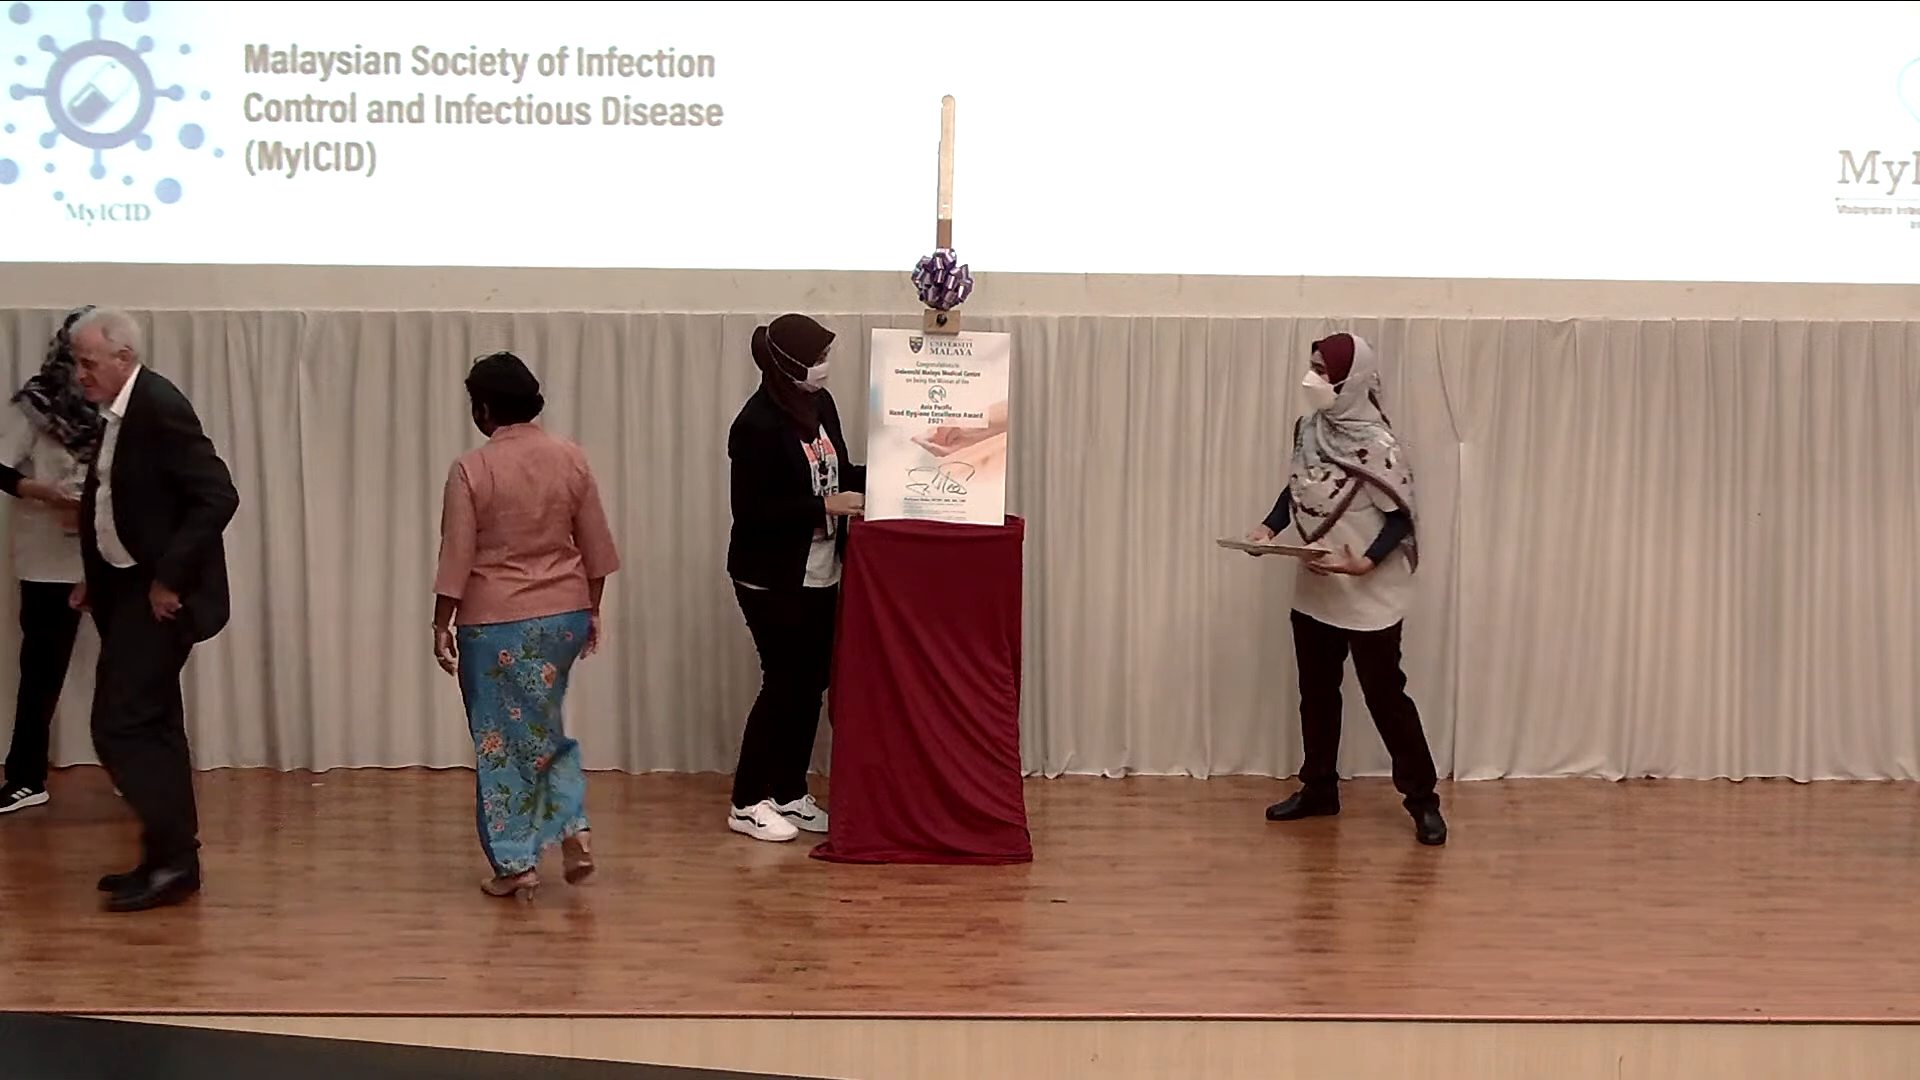 Malaysian Society of Infection
Control and Infectious Disease
(MyICID)
MyICID
UNIVERSITI
MALAYA
Congratulations to
Universiti Malaya Medical Centre
on being the Winner of the
Asia Pacific
Hand Hygiene Excellence Award
2021